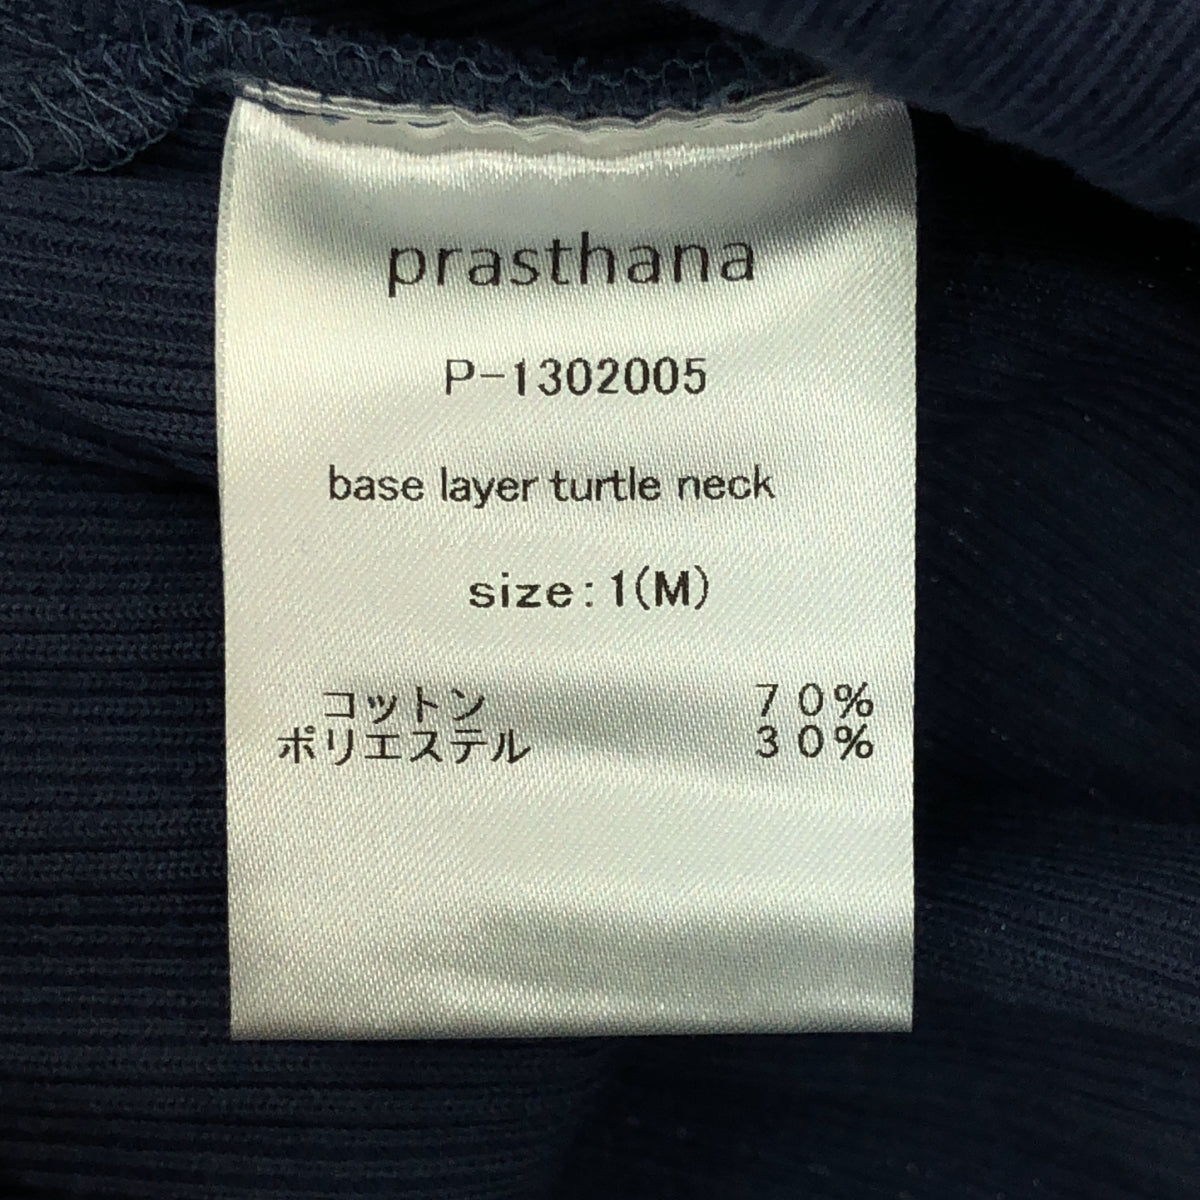 prasthana
P-1302005
base layer turtle neck
size:1(M)
コットン 70%
ポリエステル 30%